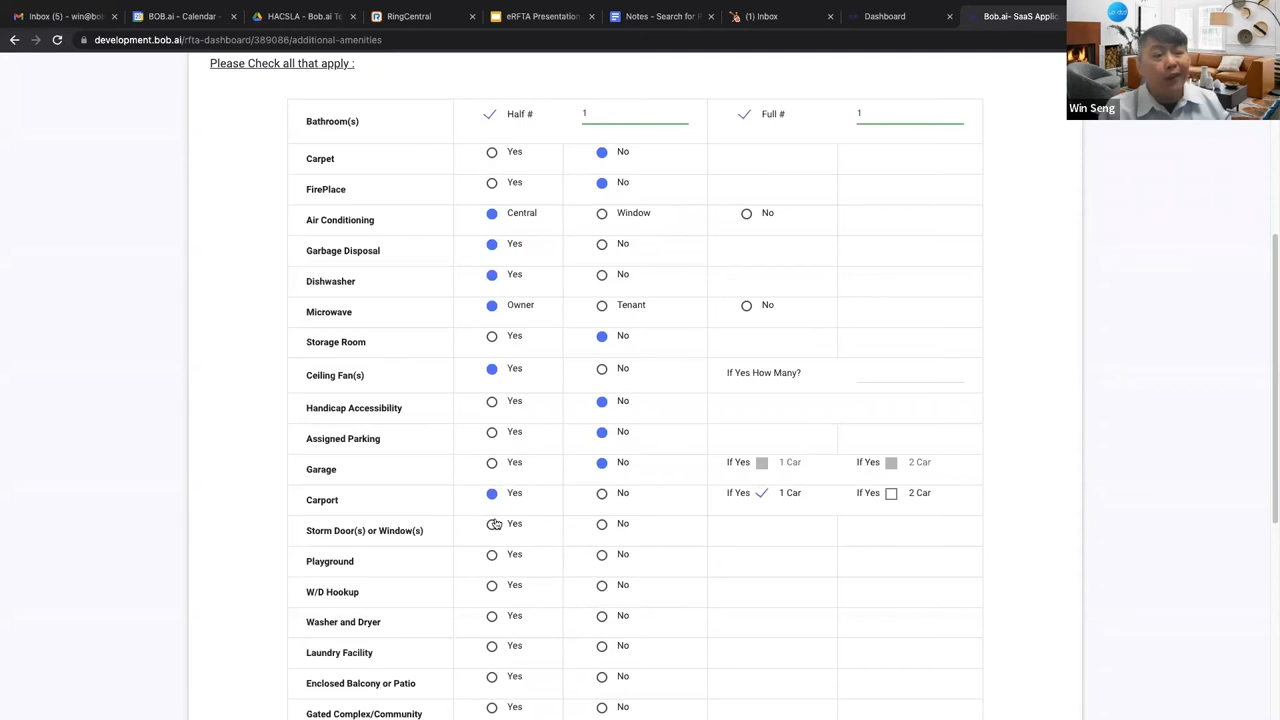 Inbox (5) - win@bob
BOB.ai - Calendar -
HACSLA - Bob.ai Te
RingCentral
eRFTA Presentation
Notes - Search for R
(1) Inbox
Dashboard
Bob.ai- SaaS Applic
development.bob.ai/rfta-dashboard/389086/additional-amenities
Win Seng
Please Check all that apply :
Bathroom(s) Half # 1 Full # 1
Carpet Yes No
FirePlace Yes No
Air Conditioning Central Window No
Garbage Disposal Yes No
Dishwasher Yes No
Microwave Owner Tenant No
Storage Room Yes No
Ceiling Fan(s) Yes No If Yes How Many?
Handicap Accessibility Yes No
Assigned Parking Yes No
Garage Yes No If Yes 1 Car If Yes 2 Car
Carport Yes No If Yes 1 Car If Yes 2 Car
Storm Door(s) or Window(s) Yes No
Playground Yes No
W/D Hookup Yes No
Washer and Dryer Yes No
Laundry Facility Yes No
Enclosed Balcony or Patio Yes No
Gated Complex/Community Yes No